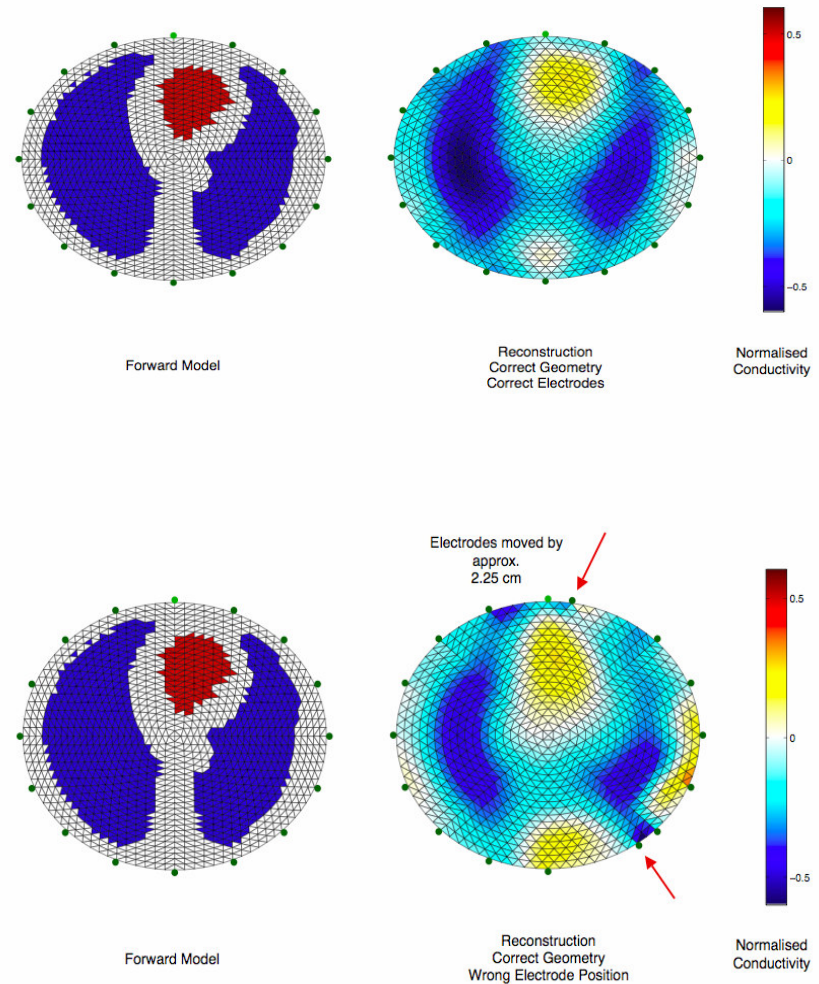 0.5
0
−0.5
Forward Model
Reconstruction
Correct Geometry
Correct Electrodes
Normalised
Conductivity
Electrodes moved by
approx.
2.25 cm
0.5
0
−0.5
Forward Model
Reconstruction
Correct Geometry
Wrong Electrode Position
Normalised
Conductivity